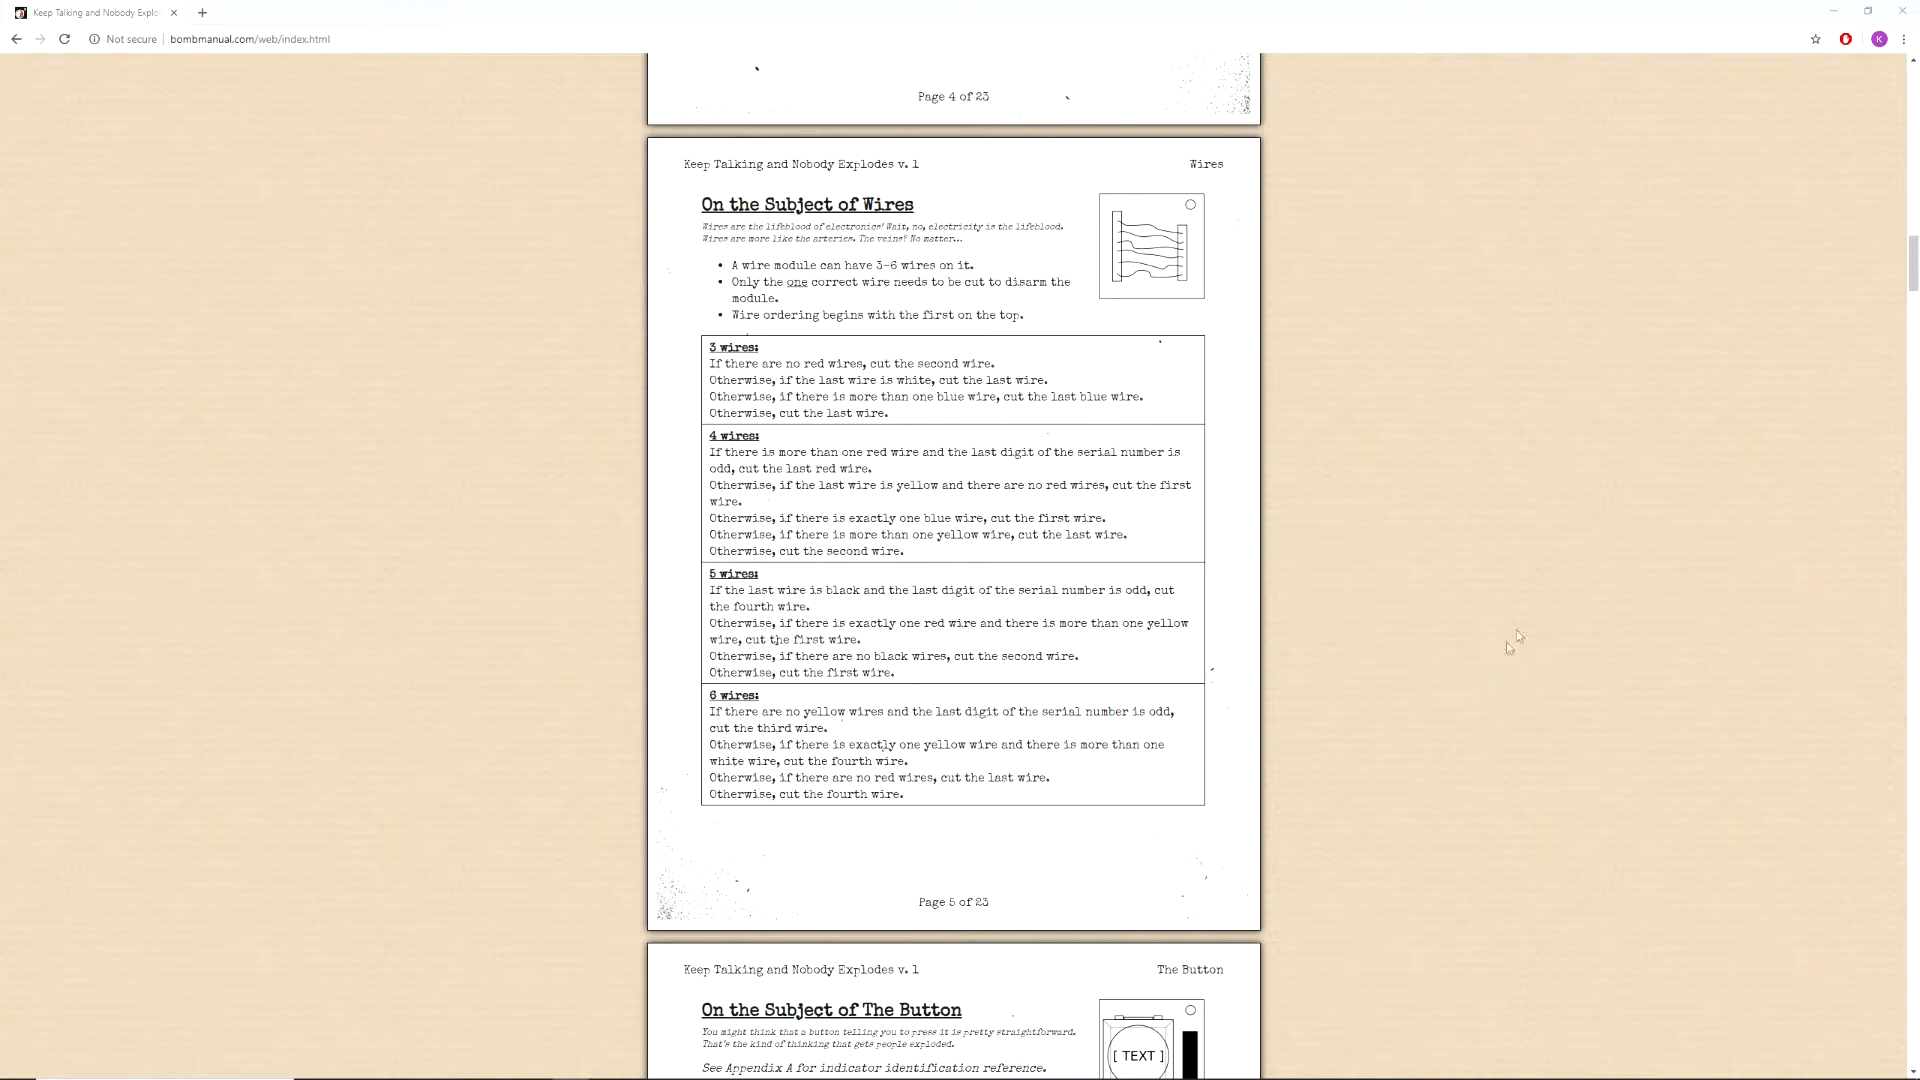 Keep Talking and Nobody Explo
Not secure
bombmanual.com/web/index.html
K
Page 4 of 23
Keep Talking and Nobody Explodes v. 1
Wires
On the Subject of Wires
Wires are the lifeblood of electronics! Wait, no, electricity is the lifeblood.
Wires are more like the arteries. The veins? No matter...
• A wire module can have 3-6 wires on it.
• Only the one correct wire needs to be cut to disarm the
module.
• Wire ordering begins with the first on the top.
3 wires:
If there are no red wires, cut the second wire.
Otherwise, if the last wire is white, cut the last wire.
Otherwise, if there is more than one blue wire, cut the last blue wire.
Otherwise, cut the last wire.
4 wires:
If there is more than one red wire and the last digit of the serial number is
odd, cut the last red wire.
Otherwise, if the last wire is yellow and there are no red wires, cut the first
wire.
Otherwise, if there is exactly one blue wire, cut the first wire.
Otherwise, if there is more than one yellow wire, cut the last wire.
Otherwise, cut the second wire.
5 wires:
If the last wire is black and the last digit of the serial number is odd, cut
the fourth wire.
Otherwise, if there is exactly one red wire and there is more than one yellow
wire, cut the first wire.
Otherwise, if there are no black wires, cut the second wire.
Otherwise, cut the first wire.
6 wires:
If there are no yellow wires and the last digit of the serial number is odd,
cut the third wire.
Otherwise, if there is exactly one yellow wire and there is more than one
white wire, cut the fourth wire.
Otherwise, if there are no red wires, cut the last wire.
Otherwise, cut the fourth wire.
Page 5 of 23
Keep Talking and Nobody Explodes v. 1
The Button
On the Subject of The Button
You might think that a button telling you to press it is pretty straightforward.
That's the kind of thinking that gets people exploded.
See Appendix A for indicator identification reference.
[ TEXT ]